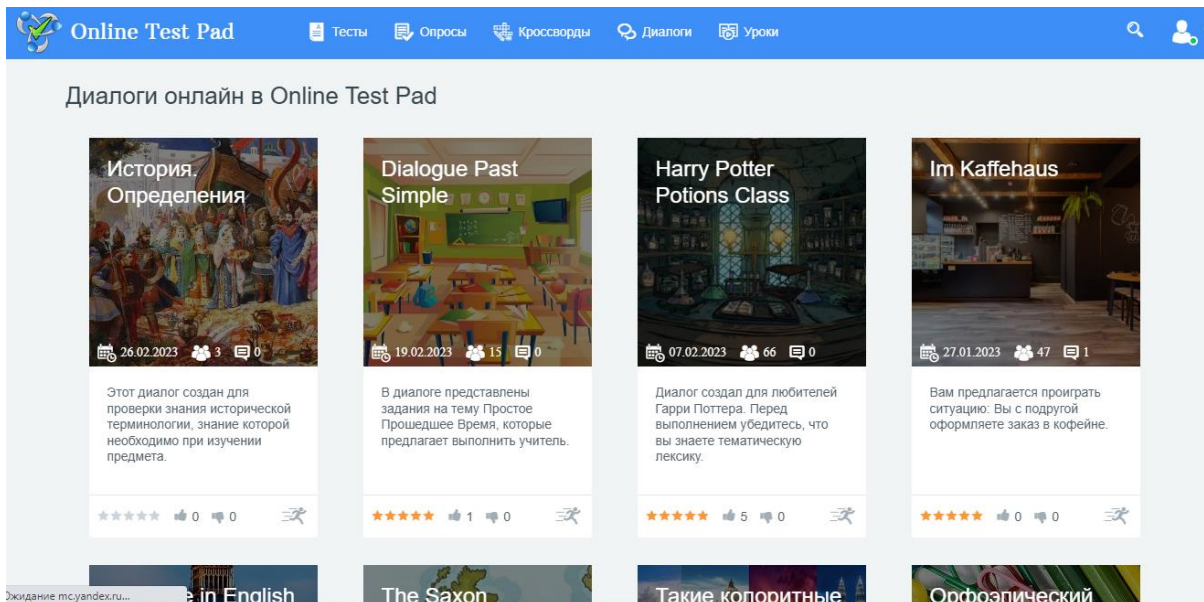 Online Test Pad
Тесты
Опросы
Кроссворды
Диалоги
Уроки
Диалоги онлайн в Online Test Pad
История.
Определения
26.02.2023 3 0
Этот диалог создан для
проверки знания исторической
терминологии, знание которой
необходимо при изучении
предмета.
0 0
Dialogue Past
Simple
19.02.2023 15 0
В диалоге представлены
задания на тему Простое
Прошедшее Время, которые
предлагает выполнить учитель.
1 0
Harry Potter
Potions Class
07.02.2023 66 0
Диалог создал для любителей
Гарри Поттера. Перед
выполнением убедитесь, что
вы знаете тематическую
лексику.
5 0
Im Kaffehaus
27.01.2023 47 1
Вам предлагается проиграть
ситуацию: Вы с подругой
оформляете заказ в кофейне.
0 0
in English
The Saxon
Такие колоритные
Орфоэпический
Ожидание mc.yandex.ru...